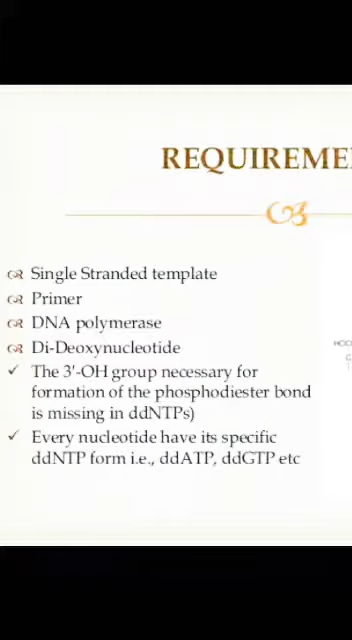 REQUIREME
Single Stranded template
Primer
DNA polymerase
Di-Deoxynucleotide
✓ The 3'-OH group necessary for
formation of the phosphodiester bond
is missing in ddNTPs)
✓ Every nucleotide have its specific
ddNTP form i.e., ddATP, ddGTP etc